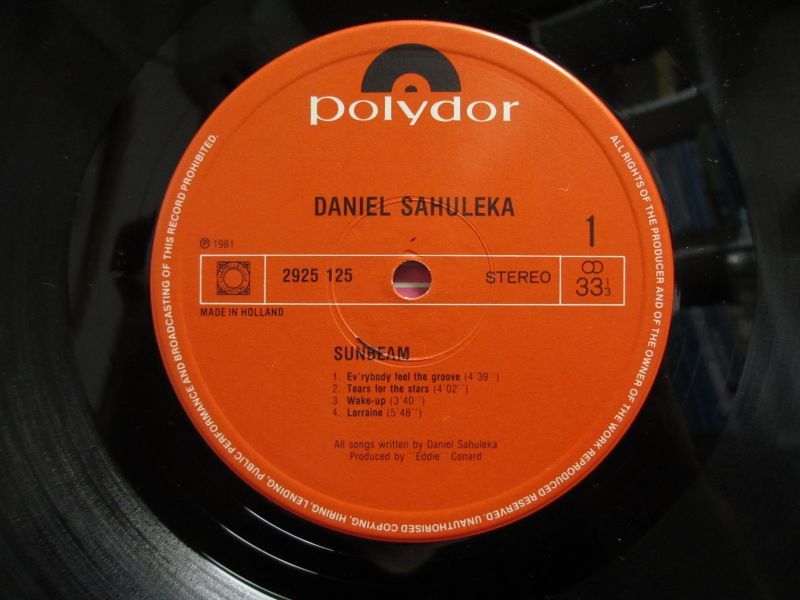 polydor
DANIEL SAHULEKA
1
℗ 1981
2925 125
STEREO
33 1/3
MADE IN HOLLAND
SUNBEAM
1. Ev'rybody feel the groove (4'39'')
2. Tears for the stars (4'02'')
3. Wake-up (3'40'')
4. Lorraine (5'48'')
All songs written by Daniel Sahuleka
Produced by ''Eddie'' Conard
ALL RIGHTS OF THE PRODUCER AND OF THE OWNER OF THE WORK REPRODUCED RESERVED. UNAUTHORISED COPYING, HIRING, LENDING, PUBLIC PERFORMANCE AND BROADCASTING OF THIS RECORD PROHIBITED.